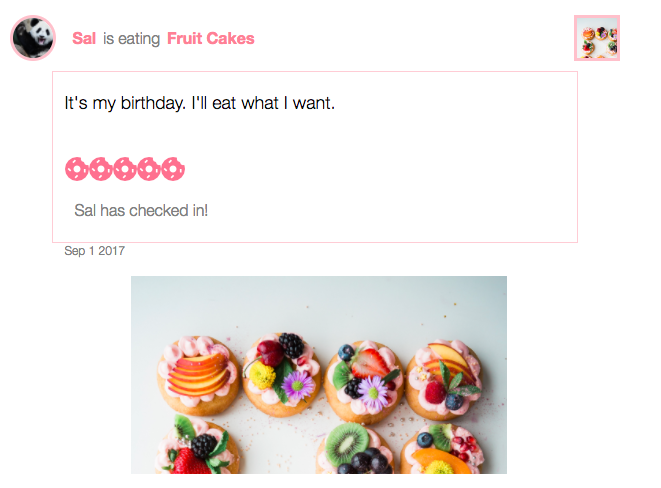 Sal is eating Fruit Cakes
It's my birthday. I'll eat what I want.
Sal has checked in!
Sep 1 2017